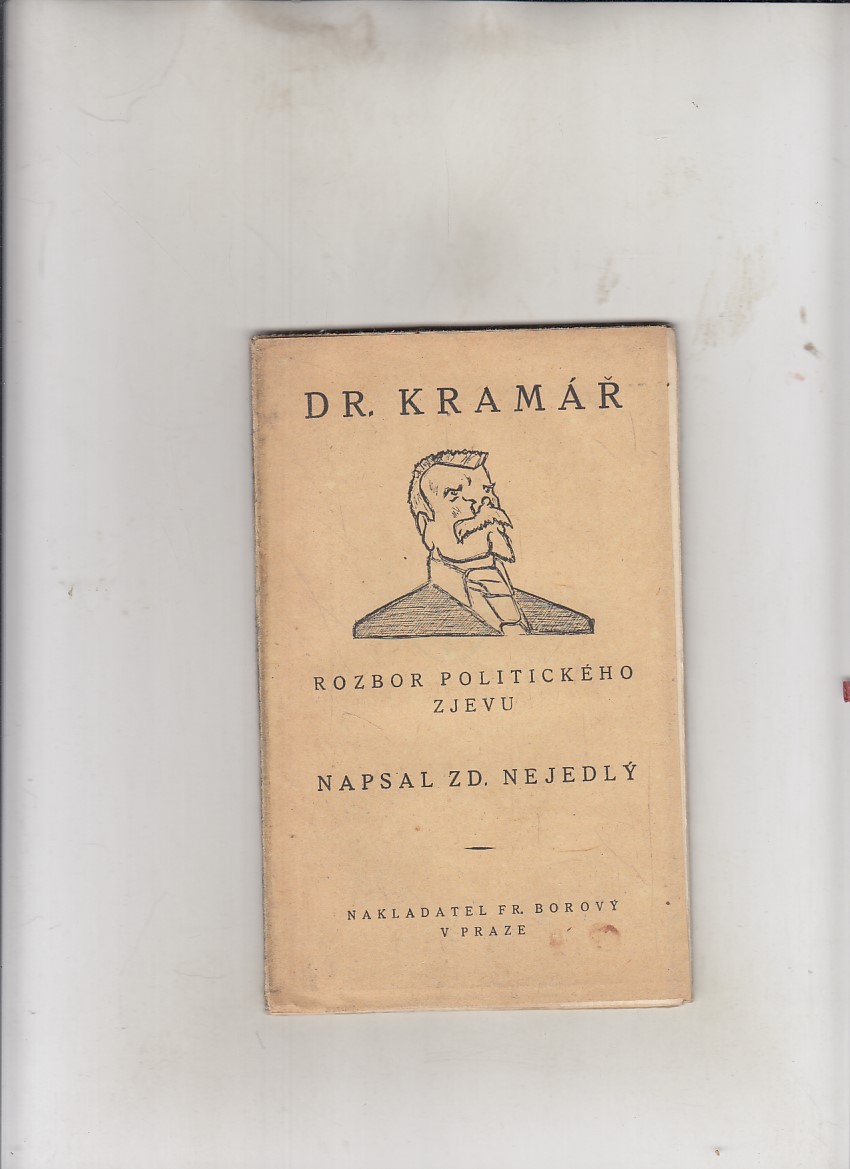 DR. KRAMÁŘ
ROZBOR POLITICKÉHO
ZJEVU
NAPSAL ZD. NEJEDLÝ
NAKLADATEL FR. BOROVÝ
V PRAZE